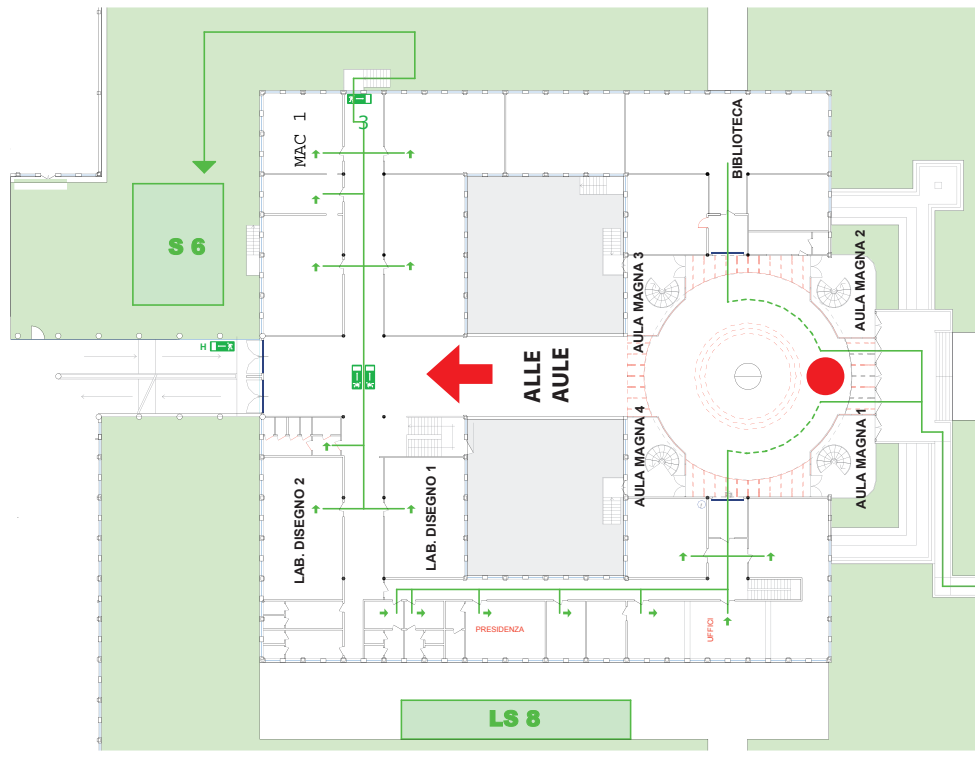 3
MAC 1
BIBLIOTECA
S 6
AULA MAGNA 3
AULA MAGNA 2
H
ALLE
AULE
AULA MAGNA 4
AULA MAGNA 1
LAB. DISEGNO 2
LAB. DISEGNO 1
PRESIDENZA
UFFICI
LS 8